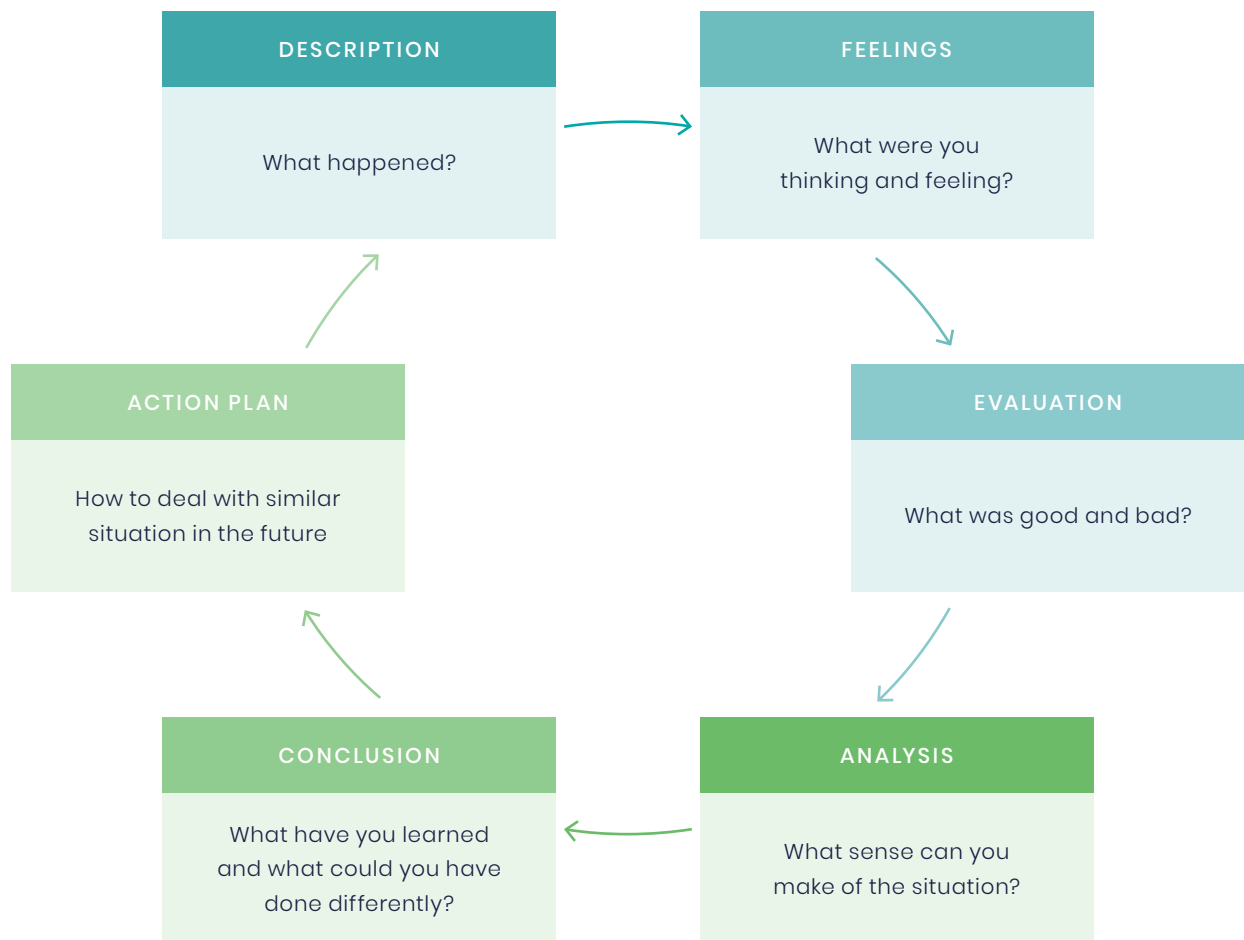 DESCRIPTION
What happened?
FEELINGS
What were you
thinking and feeling?
EVALUATION
What was good and bad?
ANALYSIS
What sense can you
make of the situation?
CONCLUSION
What have you learned
and what could you have
done differently?
ACTION PLAN
How to deal with similar
situation in the future